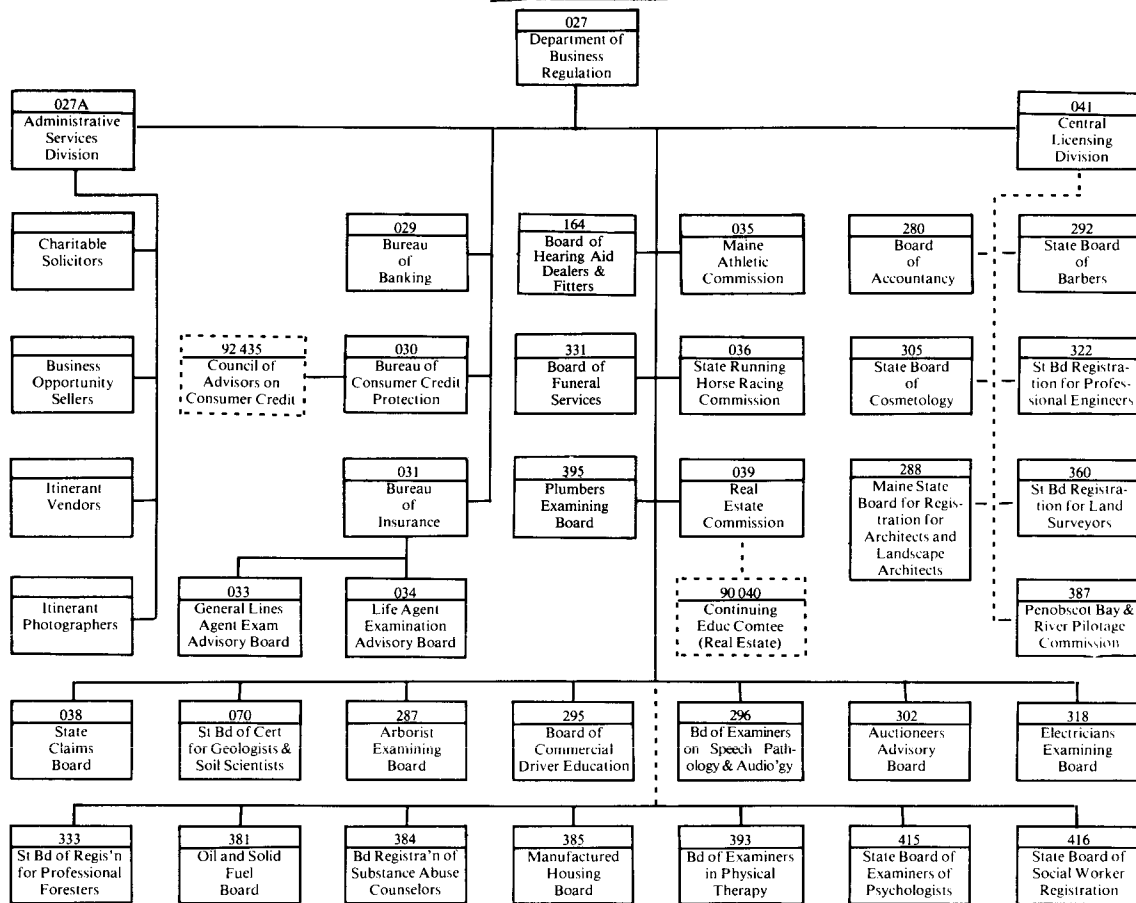 027
Department of
Business
Regulation
027A
Administrative
Services
Division
041
Central
Licensing
Division
Charitable
Solicitors
029
Bureau
of
Banking
164
Board of
Hearing Aid
Dealers &
Fitters
035
Maine
Athletic
Commission
280
Board
of
Accountancy
292
State Board
of
Barbers
Business
Opportunity
Sellers
92 435
Council of
Advisors on
Consumer Credit
030
Bureau of
Consumer Credit
Protection
331
Board of
Funeral
Services
036
State Running
Horse Racing
Commission
305
State Board
of
Cosmetology
322
St Bd Registra-
tion for Profes-
sional Engineers
Itinerant
Vendors
031
Bureau
of
Insurance
395
Plumbers
Examining
Board
039
Real
Estate
Commission
288
Maine State
Board for Regis-
tration for
Architects and
Landscape
Architects
360
St Bd Registra-
tion for Land
Surveyors
Itinerant
Photographers
033
General Lines
Agent Exam
Advisory Board
034
Life Agent
Examination
Advisory Board
90 040
Continuing
Educ Comtee
(Real Estate)
387
Penobscot Bay &
River Pilotage
Commission
038
State
Claims
Board
070
St Bd of Cert
for Geologists &
Soil Scientists
287
Arborist
Examining
Board
295
Board of
Commercial
Driver Education
296
Bd of Examiners
on Speech Path-
ology & Audio'gy
302
Auctioneers
Advisory
Board
318
Electricians
Examining
Board
333
St Bd of Regis'n
for Professional
Foresters
381
Oil and Solid
Fuel
Board
384
Bd Registra'n of
Substance Abuse
Counselors
385
Manufactured
Housing
Board
393
Bd of Examiners
in Physical
Therapy
415
State Board of
Examiners of
Psychologists
416
State Board of
Social Worker
Registration